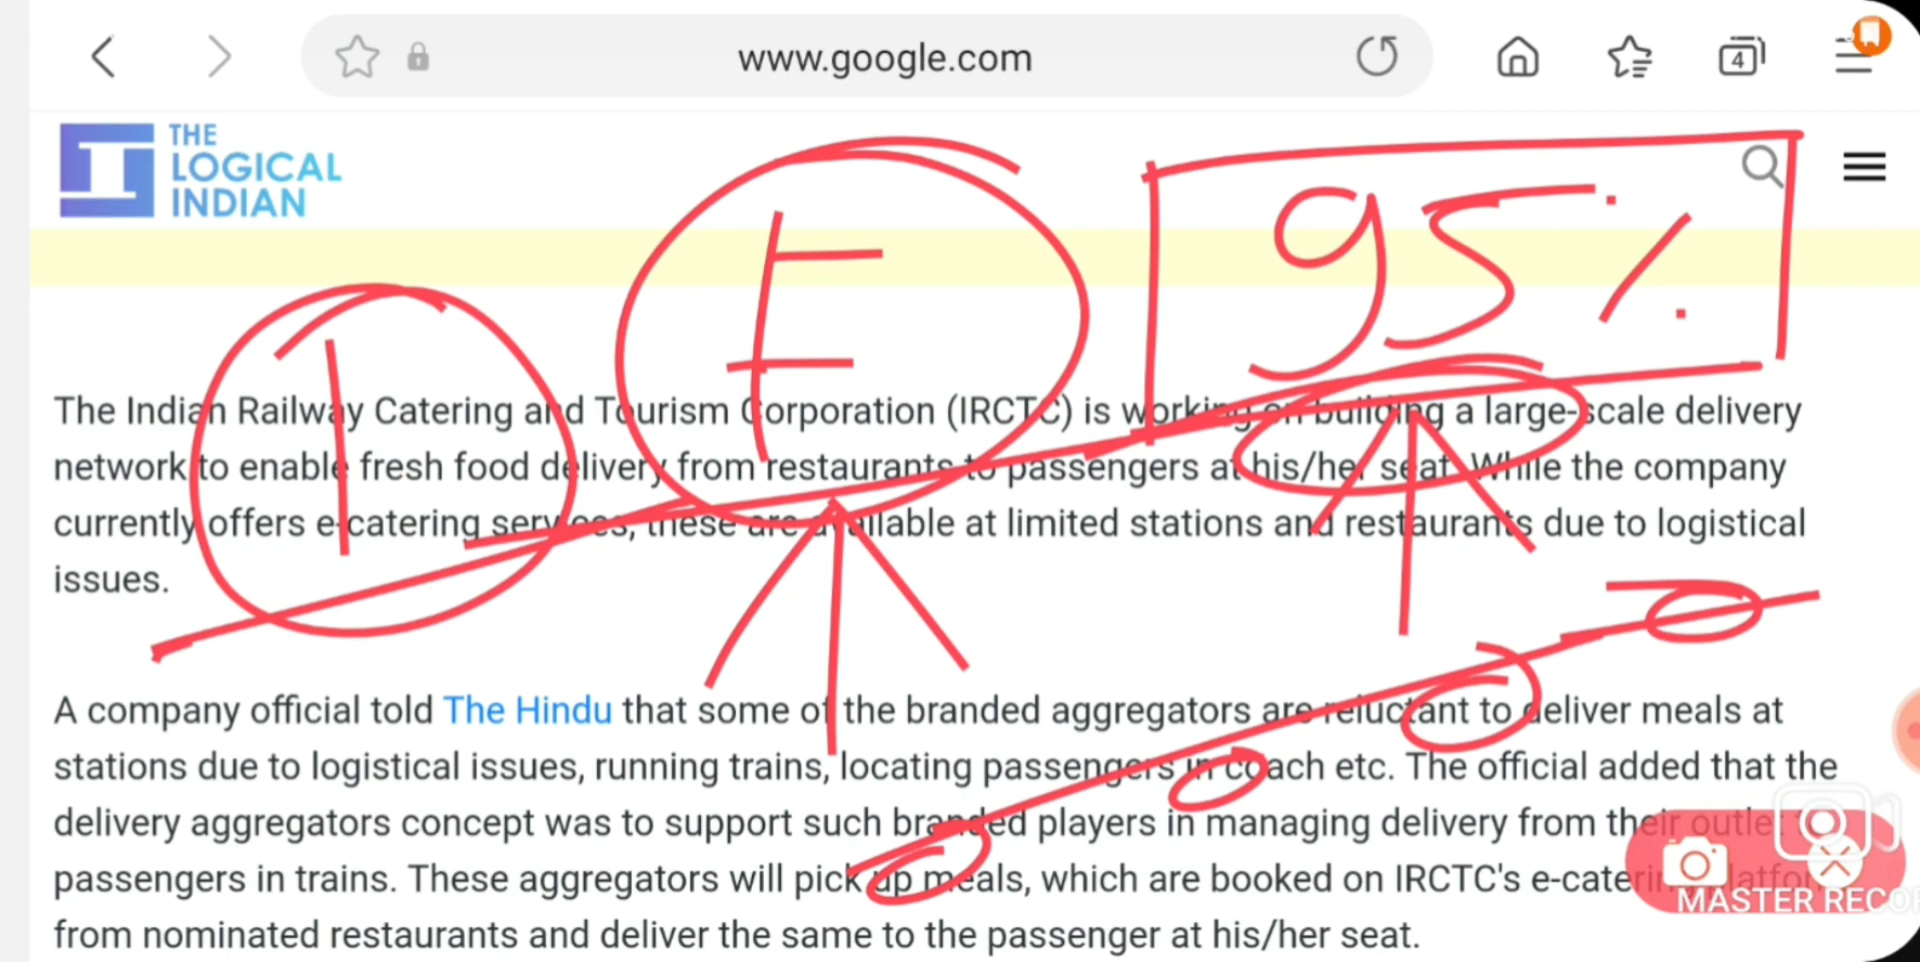 www.google.com
4
THE
LOGICAL
INDIAN
I
E
95%
The Indian Railway Catering and Tourism Corporation (IRCTC) is working on building a large-scale delivery
network to enable fresh food delivery from restaurants to passengers at his/her seat. While the company
currently offers e-catering services, these are available at limited stations and restaurants due to logistical
issues.
A company official told The Hindu that some of the branded aggregators are reluctant to deliver meals at
stations due to logistical issues, running trains, locating passengers in coach etc. The official added that the
delivery aggregators concept was to support such branded players in managing delivery from their outlet
passengers in trains. These aggregators will pick up meals, which are booked on IRCTC's e-catering
from nominated restaurants and deliver the same to the passenger at his/her seat.
MASTER RECO